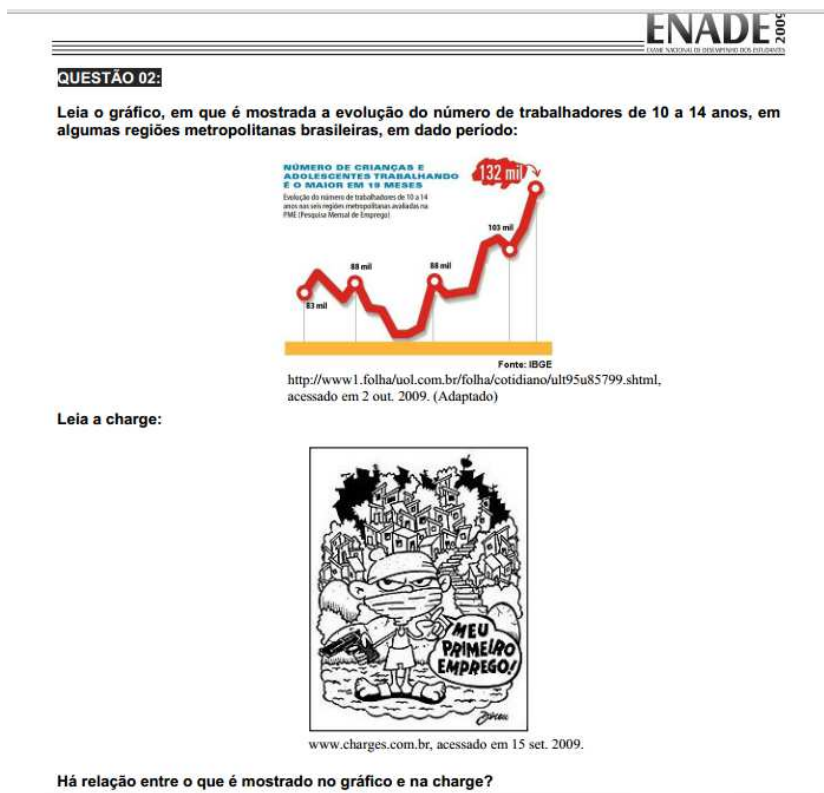 ENADE 2009
EXAME NACIONAL DE DESEMPENHO DOS ESTUDANTES
QUESTÃO 02:
Leia o gráfico, em que é mostrada a evolução do número de trabalhadores de 10 a 14 anos, em
algumas regiões metropolitanas brasileiras, em dado período:
NÚMERO DE CRIANÇAS E
ADOLESCENTES TRABALHANDO
É O MAIOR EM 19 MESES
Evolução do número de trabalhadores de 10 a 14
anos nas seis regiões metropolitanas avaliadas na
PME (Pesquisa Mensal de Emprego)
132 mil
103 mil
88 mil
88 mil
83 mil
Fonte: IBGE
http://www1.folha/uol.com.br/folha/cotidiano/ult95u85799.shtml,
acessado em 2 out. 2009. (Adaptado)
Leia a charge:
MEU
PRIMEIRO
EMPREGO!
www.charges.com.br, acessado em 15 set. 2009.
Há relação entre o que é mostrado no gráfico e na charge?